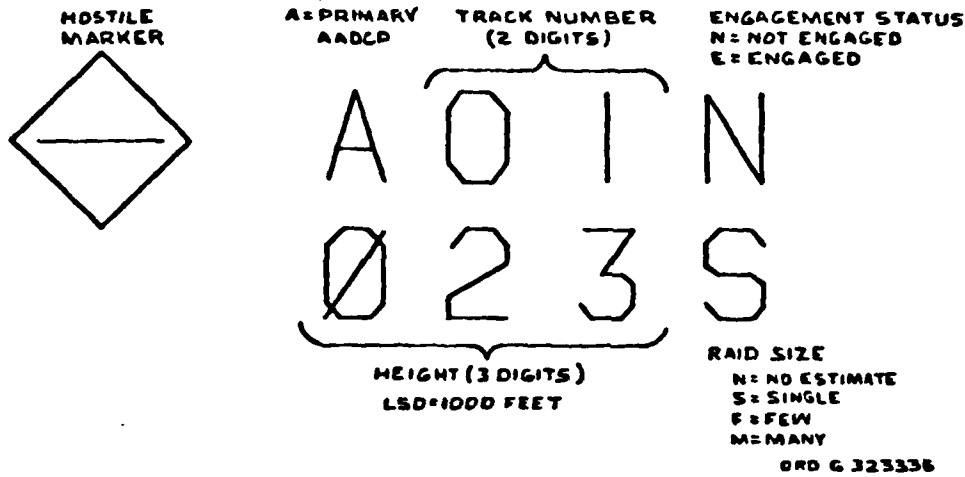 HOSTILE
MARKER
A=PRIMARY
AADCP
TRACK NUMBER
(2 DIGITS)
ENGAGEMENT STATUS
N=NOT ENGAGED
E=ENGAGED
A 0 1 N
Ø 2 3 S
HEIGHT (3 DIGITS)
LSD=1000 FEET
RAID SIZE
N=NO ESTIMATE
S=SINGLE
F=FEW
M=MANY
ORD G 323336